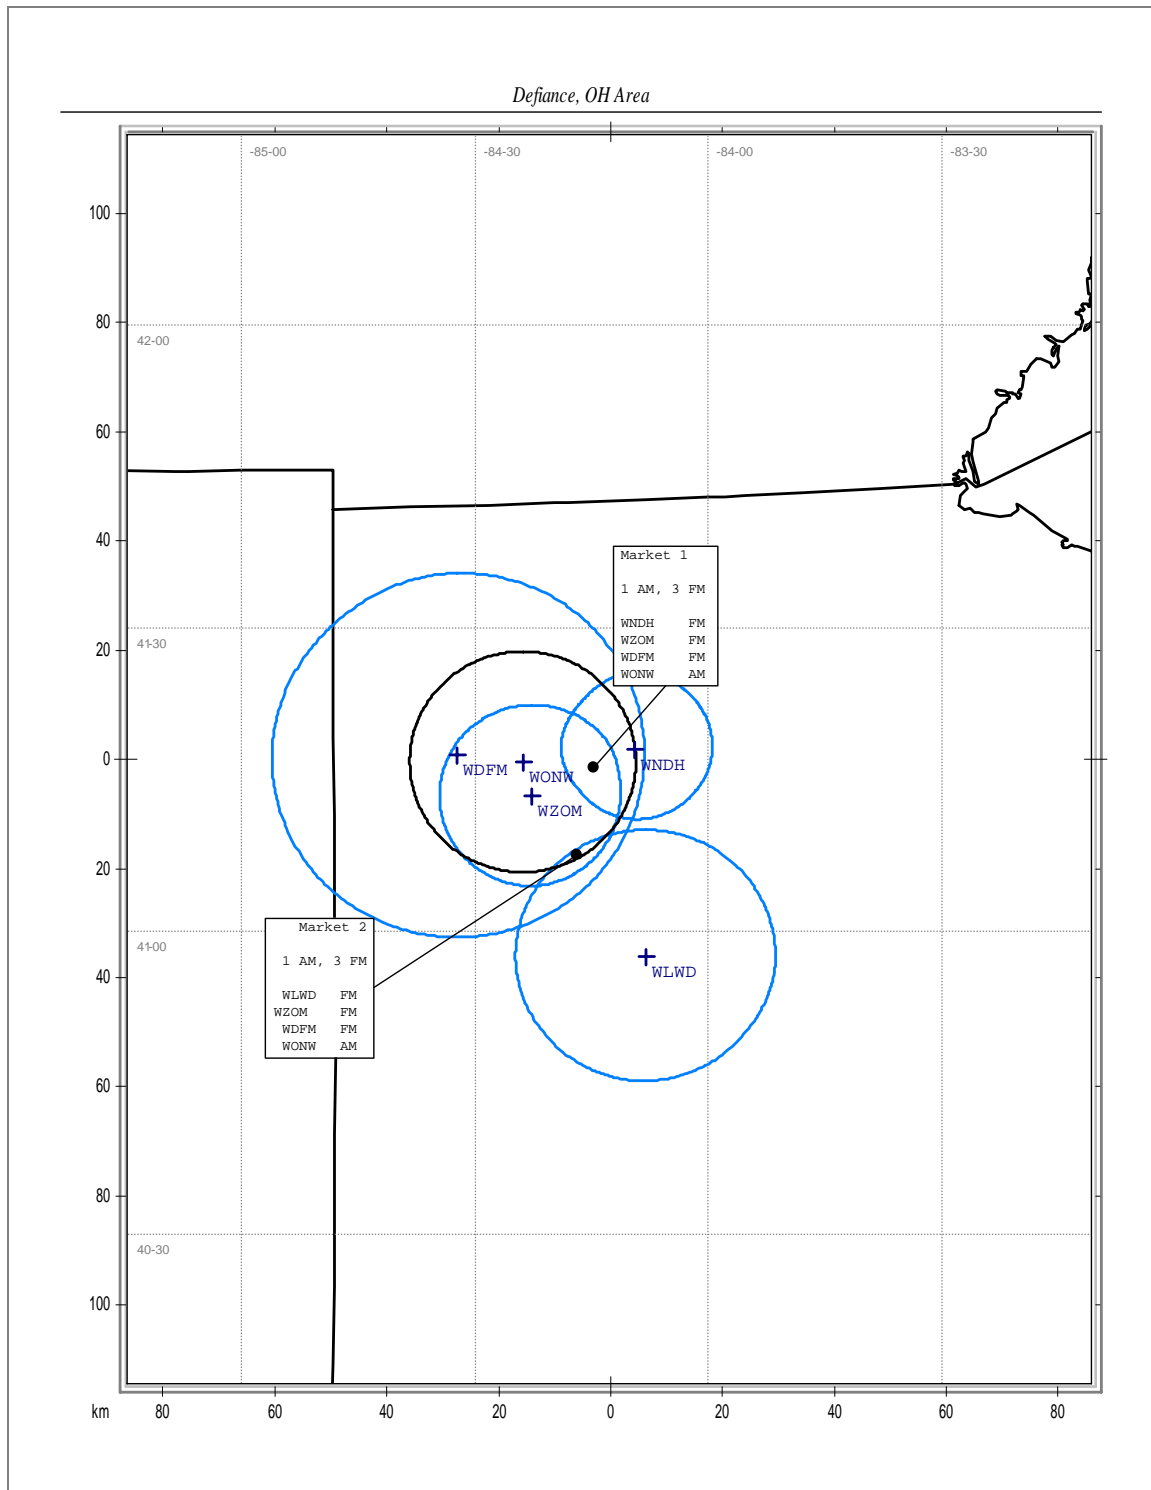 Defiance, OH Area
-85-00 -84-30 -84-00 -83-30
100
80
42-00
60
40
Market 1
1 AM, 3 FM
WNDH FM
WZOM FM
WDFM FM
WONW AM
41-30
20
0
WDFM
WONW
WNDH
WZOM
20
Market 2
1 AM, 3 FM
WLWD FM
WZOM FM
WDFM FM
WONW AM
41-00
40
WLWD
60
80
40-30
100
km 80 60 40 20 0 20 40 60 80